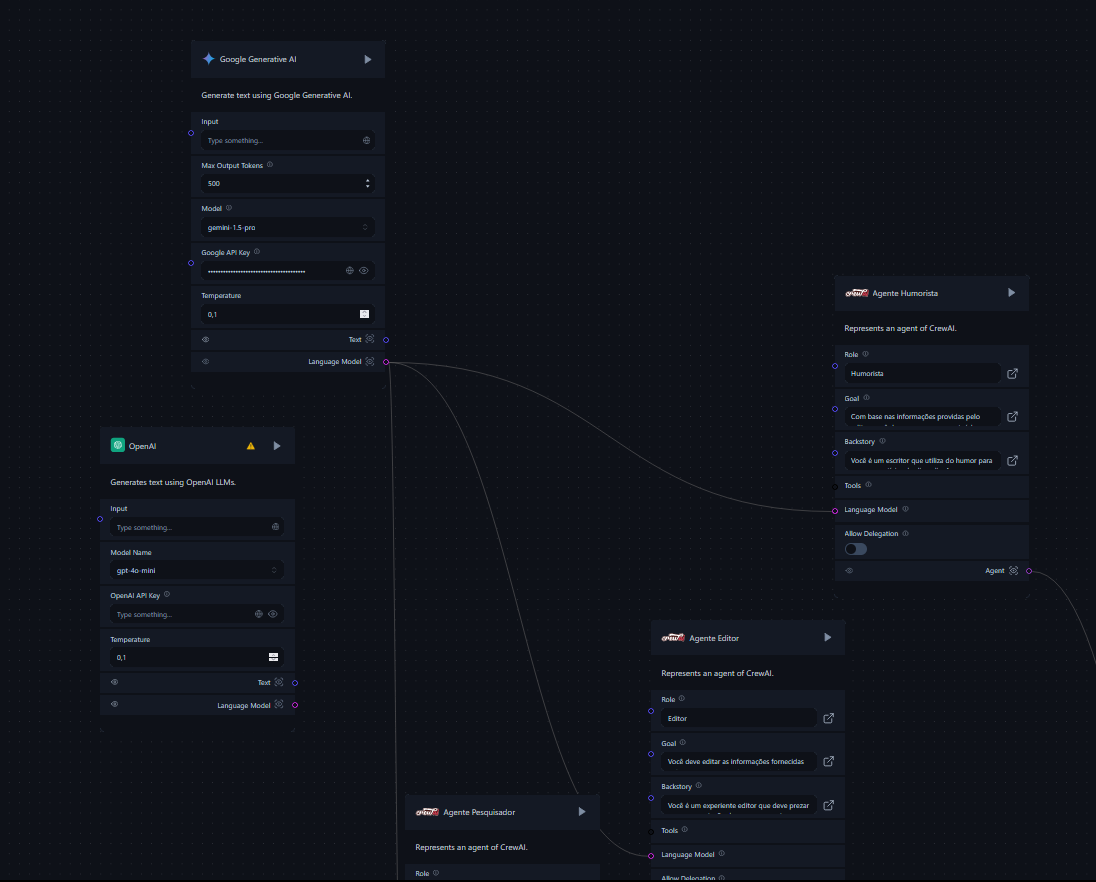 Google Generative AI
Generate text using Google Generative AI.
Input
Type something...
Max Output Tokens
500
Model
gemini-1.5-pro
Google API Key
••••••••••••••••••••••••••••••••••••••
Temperature
0,1
Text
Language Model
OpenAI
Generates text using OpenAI LLMs.
Input
Type something...
Model Name
gpt-4o-mini
OpenAI API Key
Type something...
Temperature
0,1
Text
Language Model
crewai Agente Humorista
Represents an agent of CrewAI.
Role
Humorista
Goal
Com base nas informações providas pelo
Backstory
Você é um escritor que utiliza do humor para
Tools
Language Model
Allow Delegation
Agent
crewai Agente Editor
Represents an agent of CrewAI.
Role
Editor
Goal
Você deve editar as informações fornecidas
Backstory
Você é um experiente editor que deve prezar
Tools
Language Model
Allow Delegation
crewai Agente Pesquisador
Represents an agent of CrewAI.
Role